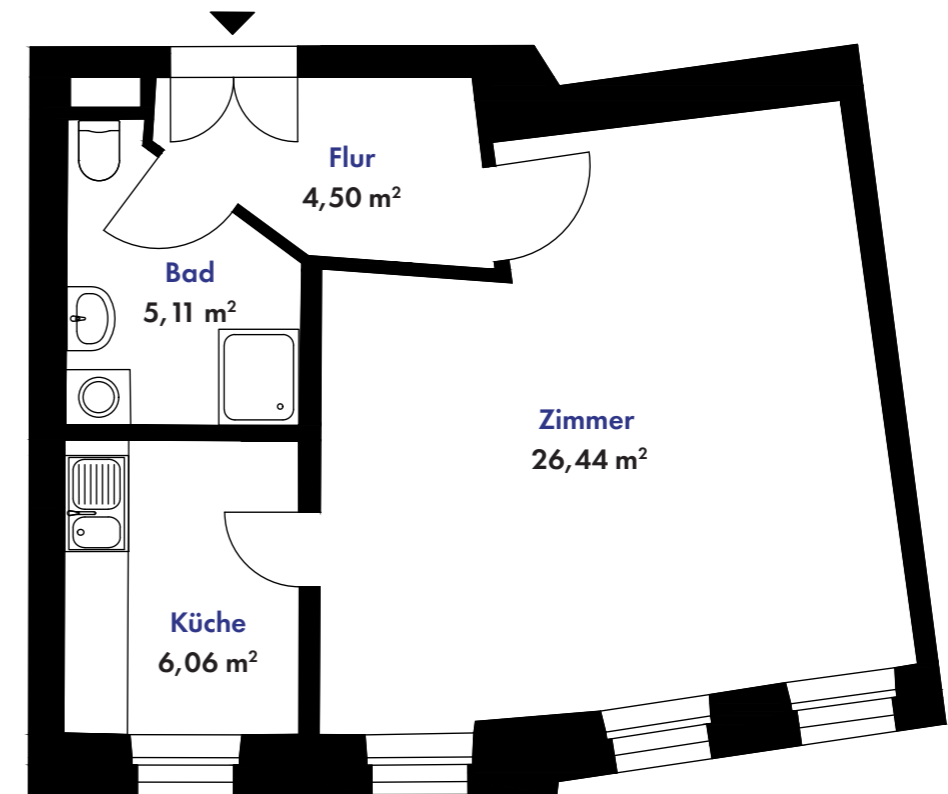 Flur
4,50 m²
Bad
5,11 m²
Zimmer
26,44 m²
Küche
6,06 m²